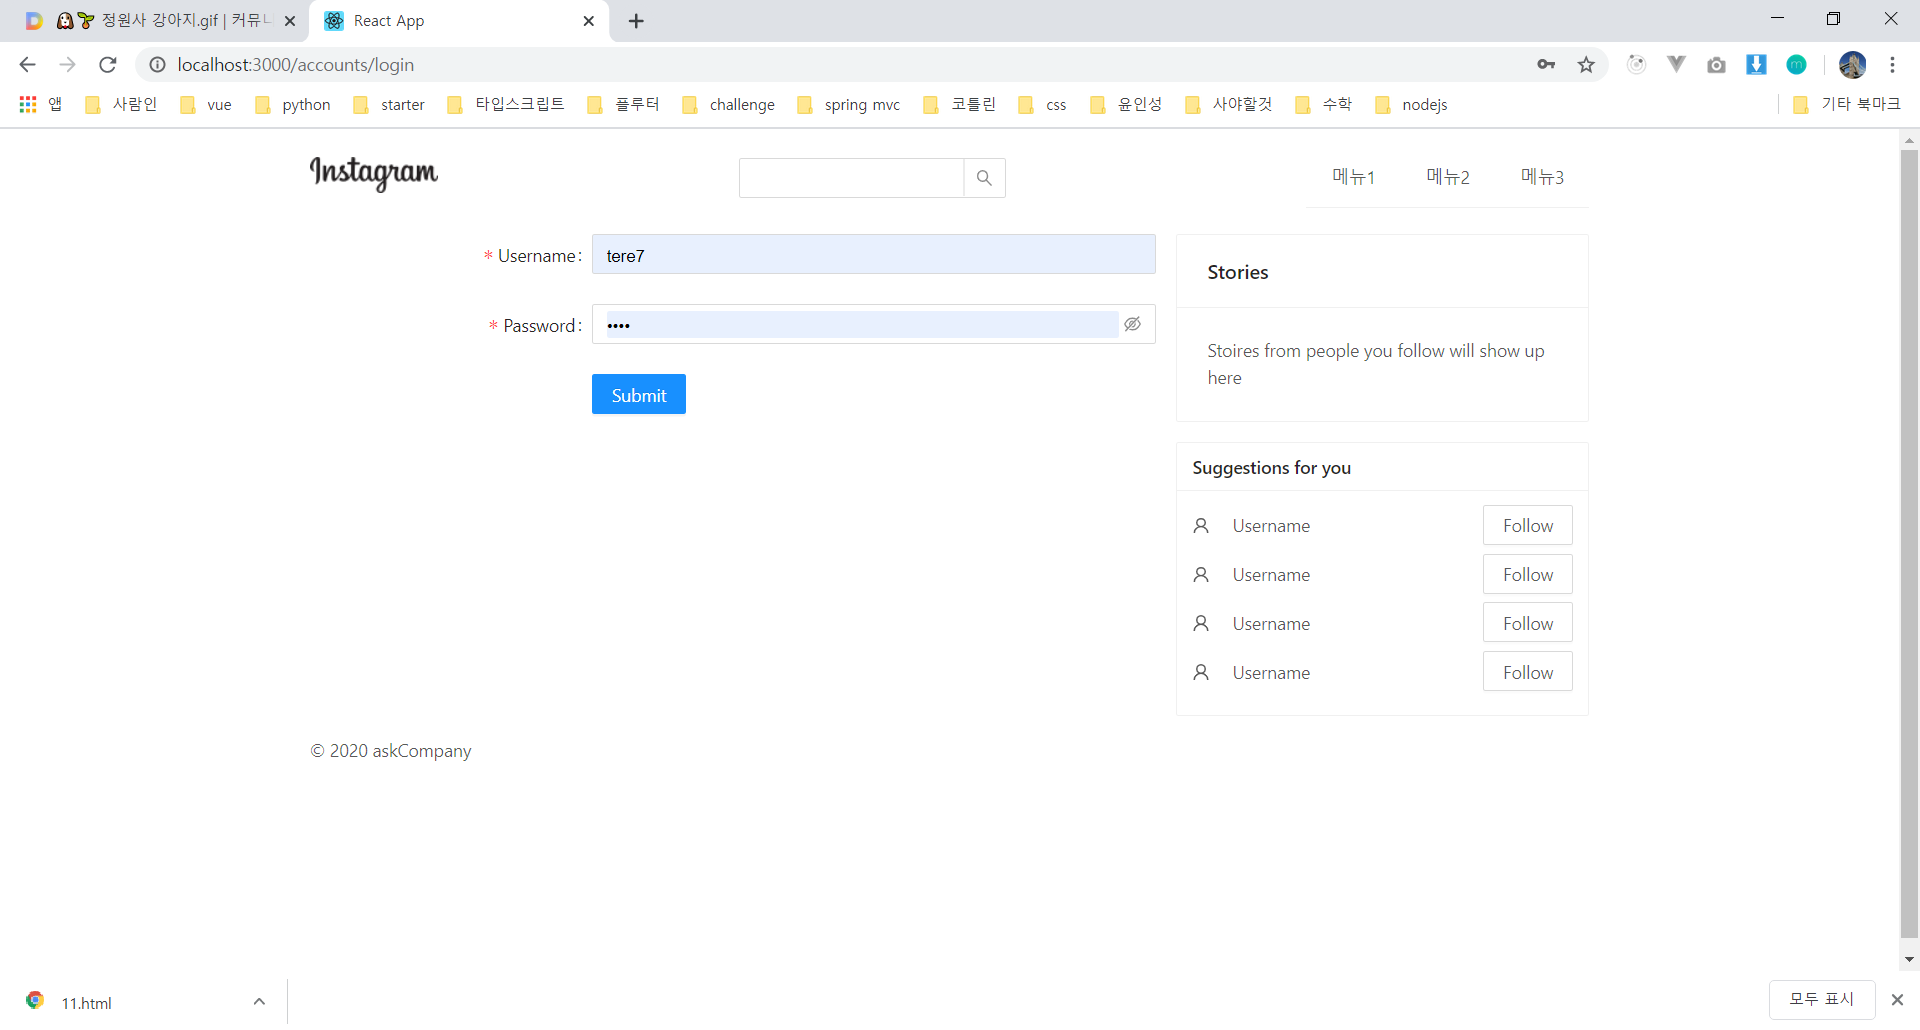 정원사 강아지.gif | 커뮤니
React App
localhost:3000/accounts/login
앱
사람인
vue
python
starter
타입스크립트
플루터
challenge
spring mvc
코틀린
css
윤인성
사야할것
수학
nodejs
기타 북마크
Instagram
메뉴1
메뉴2
메뉴3
* Username:
tere7
* Password:
••••
Submit
Stories
Stoires from people you follow will show up
here
Suggestions for you
Username
Follow
Username
Follow
Username
Follow
Username
Follow
© 2020 askCompany
11.html
모두 표시